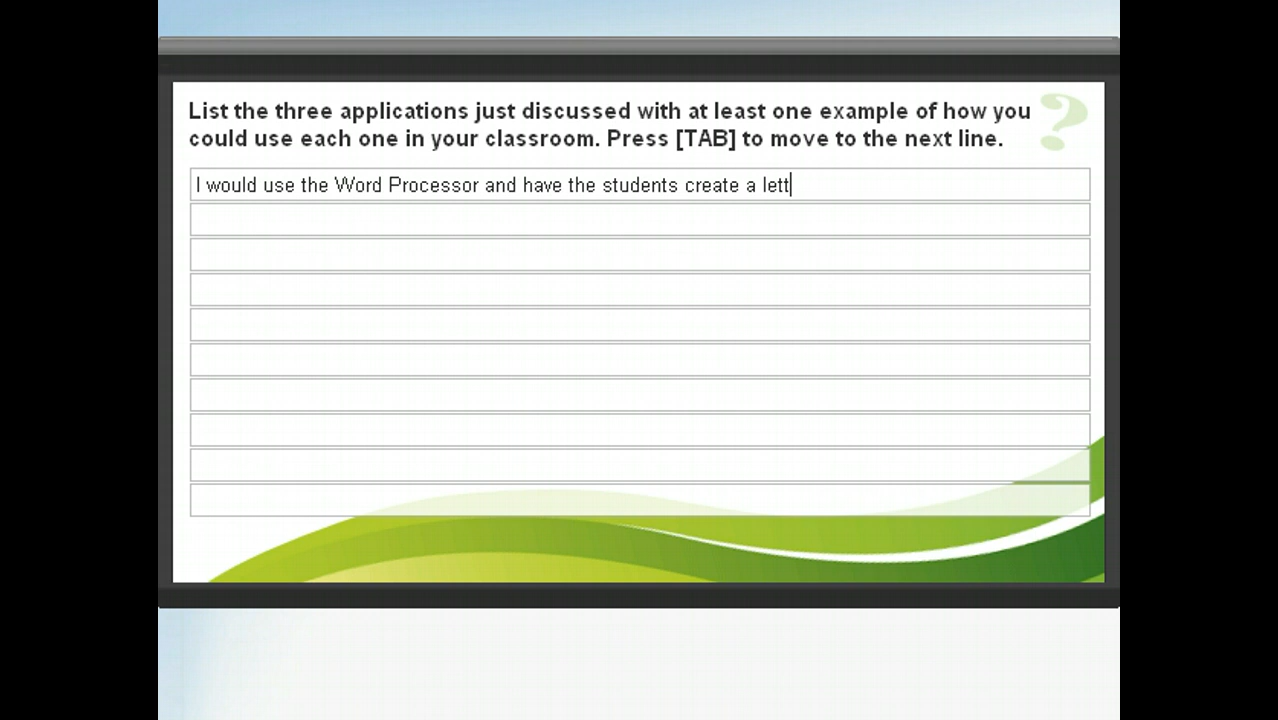 List the three applications just discussed with at least one example of how you
could use each one in your classroom. Press [TAB] to move to the next line.
?
I would use the Word Processor and have the students create a lett